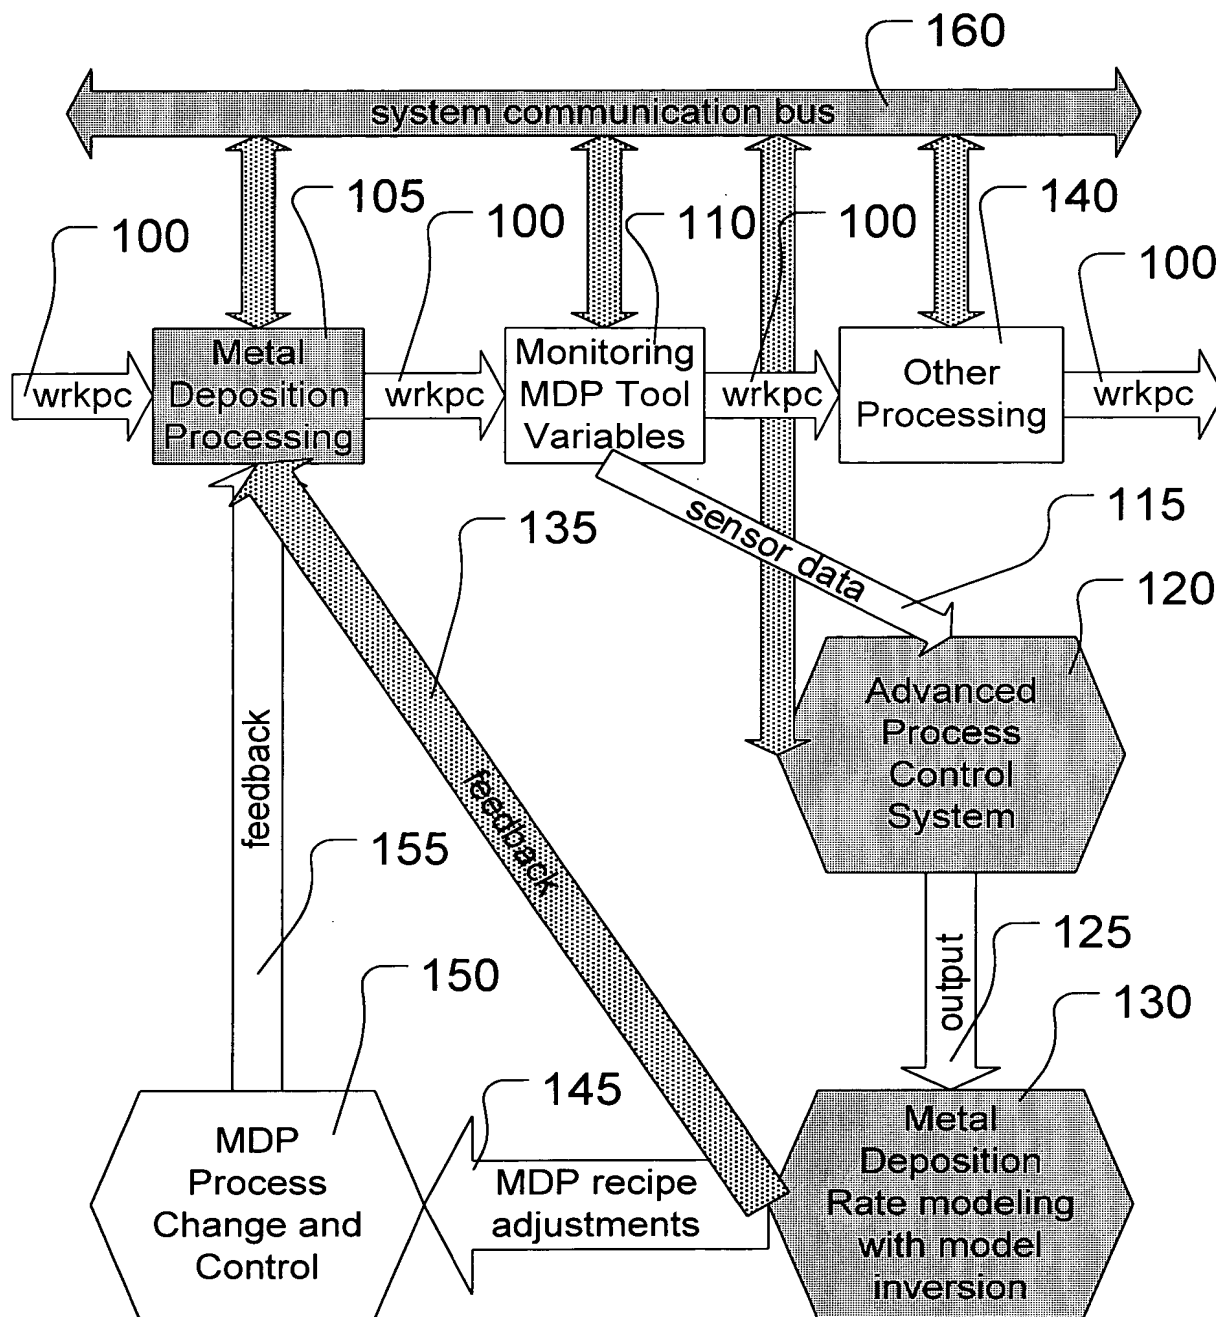 160
system communication bus
105
100
110
140
100
100
100
Metal
Deposition
Processing
Monitoring
MDP Tool
Variables
Other
Processing
wrkpc
wrkpc
wrkpc
wrkpc
sensor data
115
135
120
Advanced
Process
Control
System
feedback
feedback
155
output
125
150
130
145
MDP
Process
Change and
Control
MDP recipe
adjustments
Metal
Deposition
Rate modeling
with model
inversion